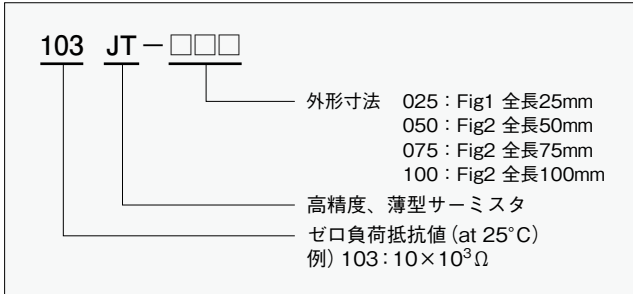 103 JT－□□□
外形寸法 025：Fig1 全長25mm
050：Fig2 全長50mm
075：Fig2 全長75mm
100：Fig2 全長100mm
高精度、薄型サーミスタ
ゼロ負荷抵抗値（at 25°C）
例）103：10×10³Ω